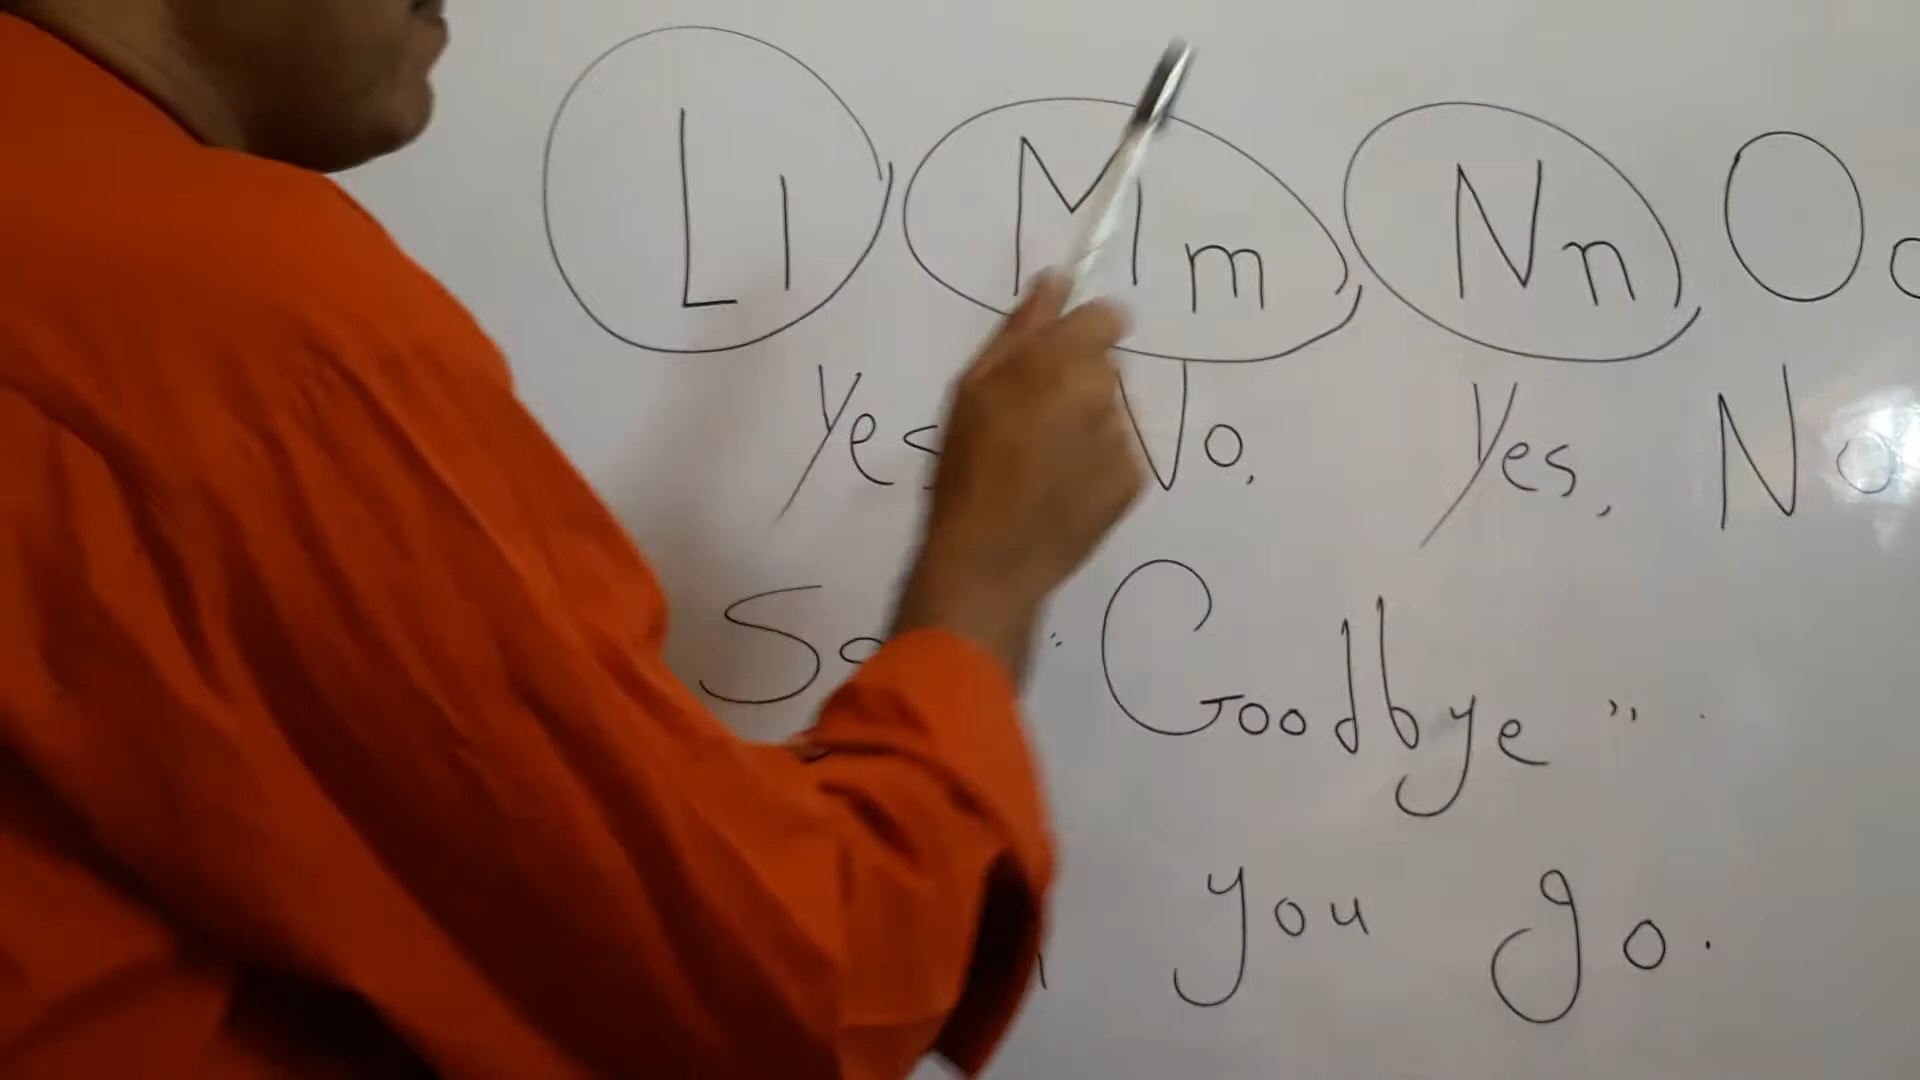 Ll Mm Nn O
Yes No, Yes, No
" Goodbye " .
you go .